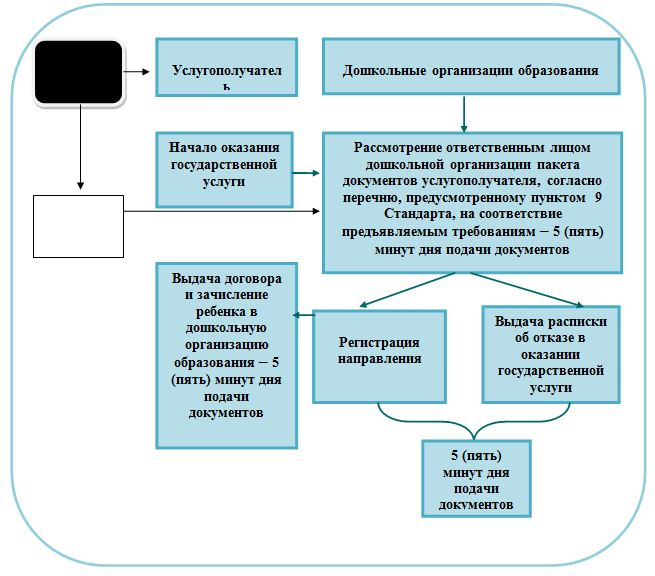 Услугополучател
ь
Дошкольные организации образования
Начало оказания
государственной
услуги
Рассмотрение ответственным лицом
дошкольной организации пакета
документов услугополучателя, согласно
перечню, предусмотренному пунктом 9
Стандарта, на соответствие
предъявляемым требованиям – 5 (пять)
минут дня подачи документов
Выдача договора
и зачисление
ребенка в
дошкольную
организацию
образования – 5
(пять) минут дня
подачи
документов
Регистрация
направления
Выдача расписки
об отказе в
оказании
государственной
услуги
5 (пять)
минут дня
подачи
документов